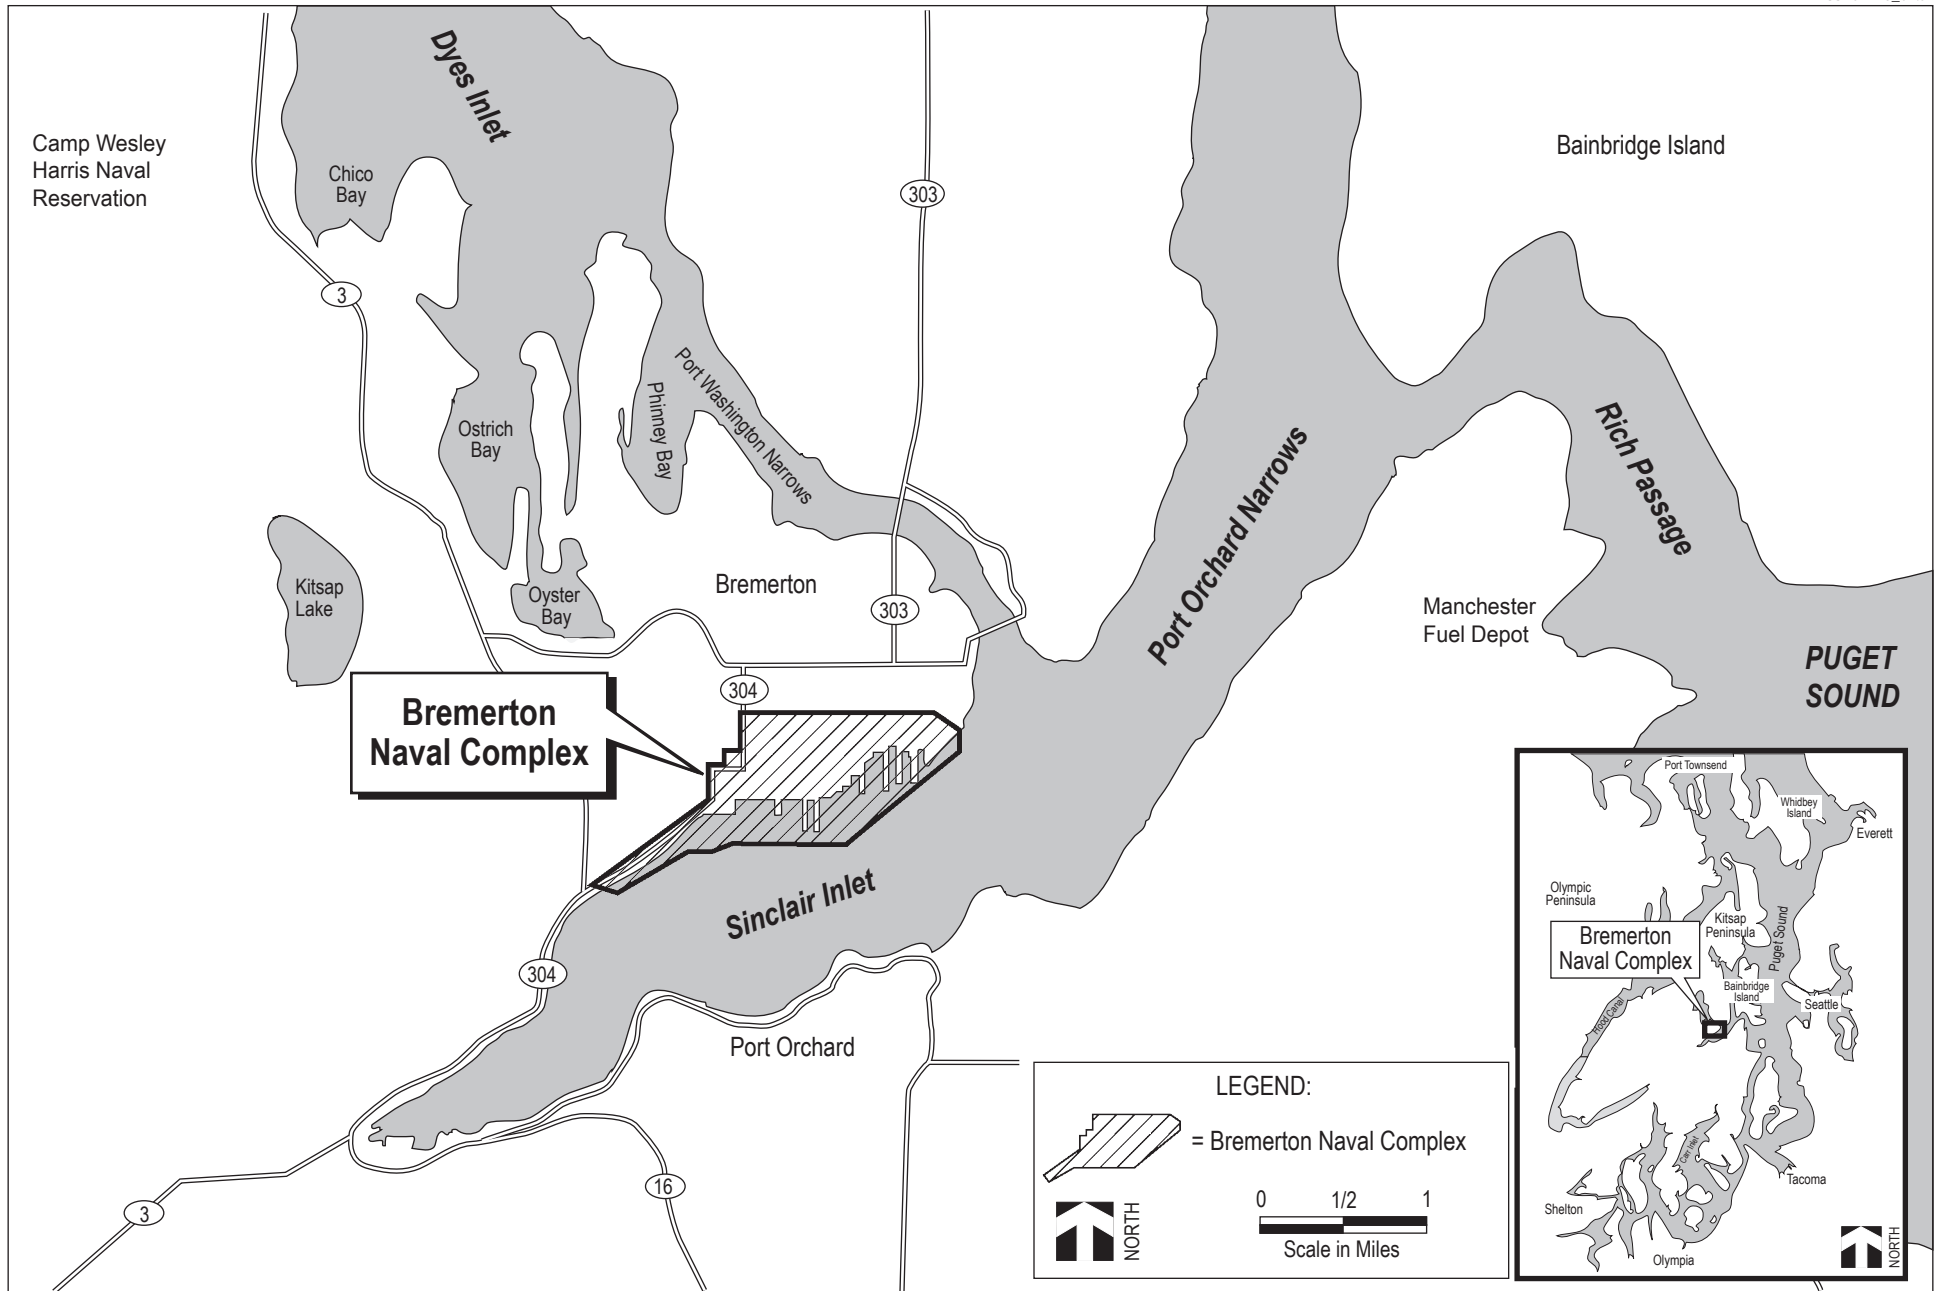 Dyes Inlet
Camp Wesley
Harris Naval
Reservation
Chico
Bay
303
Bainbridge Island
3
Port Washington Narrows
Phinney Bay
Ostrich
Bay
Port Orchard Narrows
Rich Passage
Kitsap
Lake
Oyster
Bay
Bremerton
303
Manchester
Fuel Depot
PUGET
SOUND
304
Bremerton
Naval Complex
Sinclair Inlet
304
Port Orchard
16
3
LEGEND:
= Bremerton Naval Complex
NORTH
0 1/2 1
Scale in Miles
Port Townsend
Whidbey
Island
Everett
Olympic
Peninsula
Kitsap
Peninsula
Puget Sound
Bremerton
Naval Complex
Bainbridge
Island
Seattle
Hood Canal
Carr Inlet
Tacoma
Shelton
Olympia
NORTH